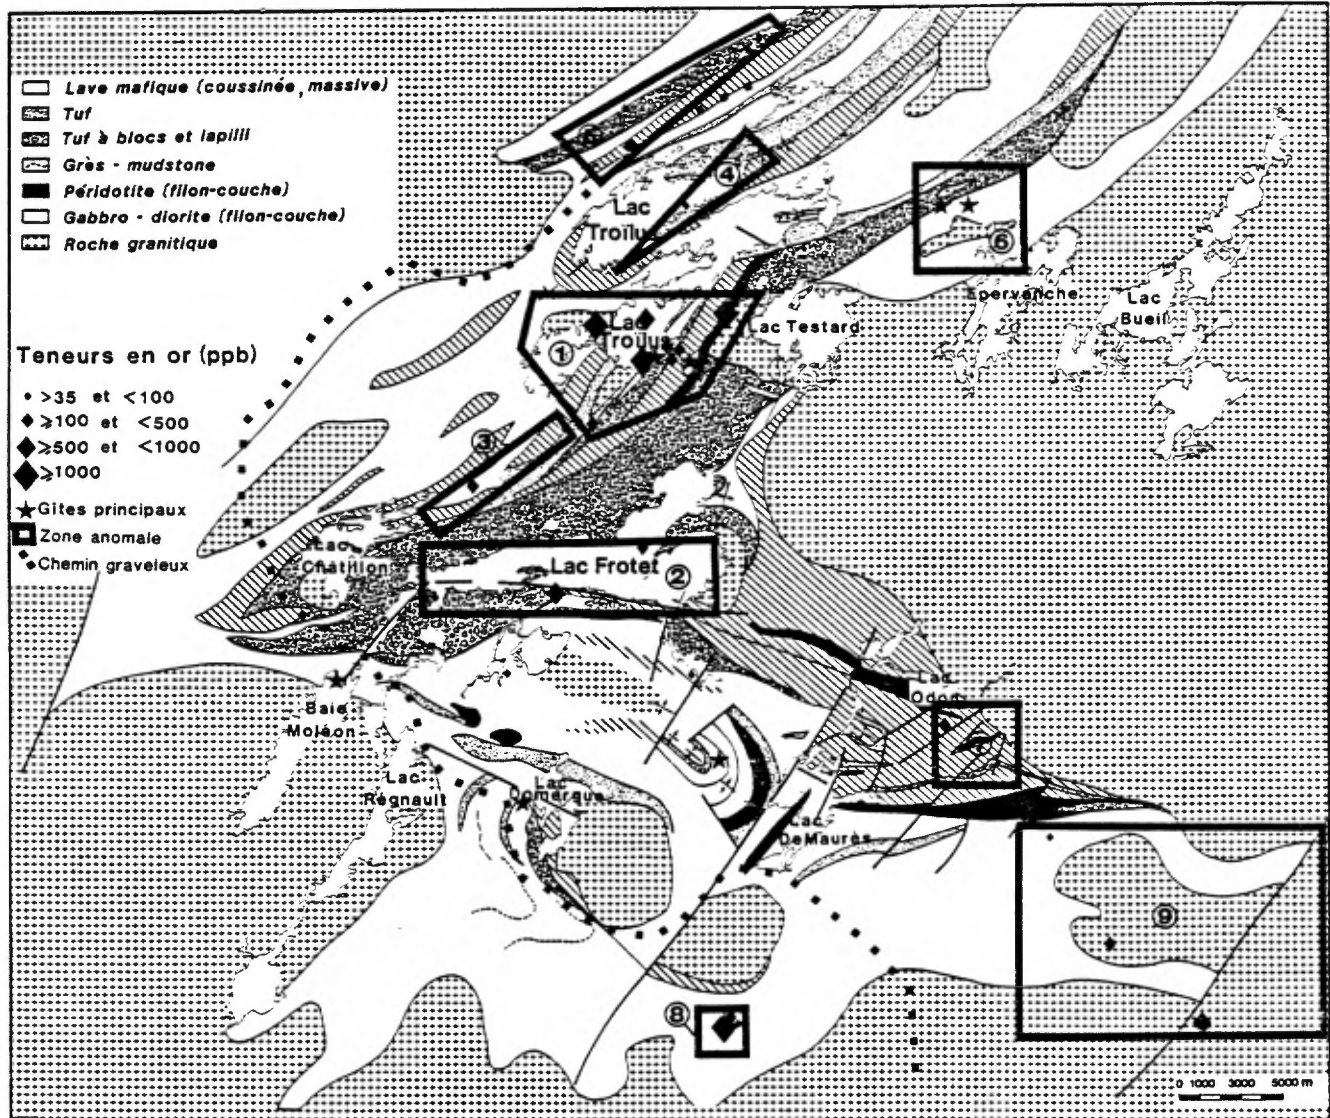 Lave mafique (coussinée, massive)
Tuf
Tuf à blocs et lapilli
Grès - mudstone
Péridotite (filon-couche)
Gabbro - diorite (filon-couche)
Roche granitique
Teneurs en or (ppb)
>35 et <100
⩾100 et <500
⩾500 et <1000
⩾1000
Gîtes principaux
Zone anomale
Chemin graveleux
④
Lac
Troïlus
⑥
Epervanche
Lac
Bueil
Lac Testard
Lac
Troïlus
①
③
Lac
Châtillon
Lac Frotet
②
Lac
Odon
Baie
Moléon
Lac
Régnault
Lac
Domergue
Lac
DeMaurès
⑨
⑧
0 1000 3000 5000 m